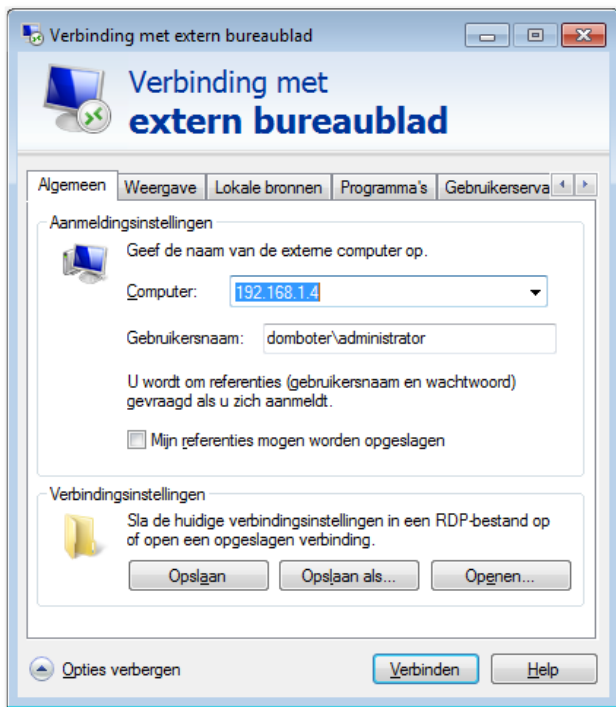 Verbinding met extern bureaublad
Verbinding met
extern bureaublad
Algemeen Weergave Lokale bronnen Programma's Gebruikerserva
Aanmeldingsinstellingen
Geef de naam van de externe computer op.
Computer: 192.168.1.4
Gebruikersnaam: domboter\administrator
U wordt om referenties (gebruikersnaam en wachtwoord)
gevraagd als u zich aanmeldt.
Mijn referenties mogen worden opgeslagen
Verbindingsinstellingen
Sla de huidige verbindingsinstellingen in een RDP-bestand op
of open een opgeslagen verbinding.
Opslaan Opslaan als... Openen...
Opties verbergen Verbinden Help